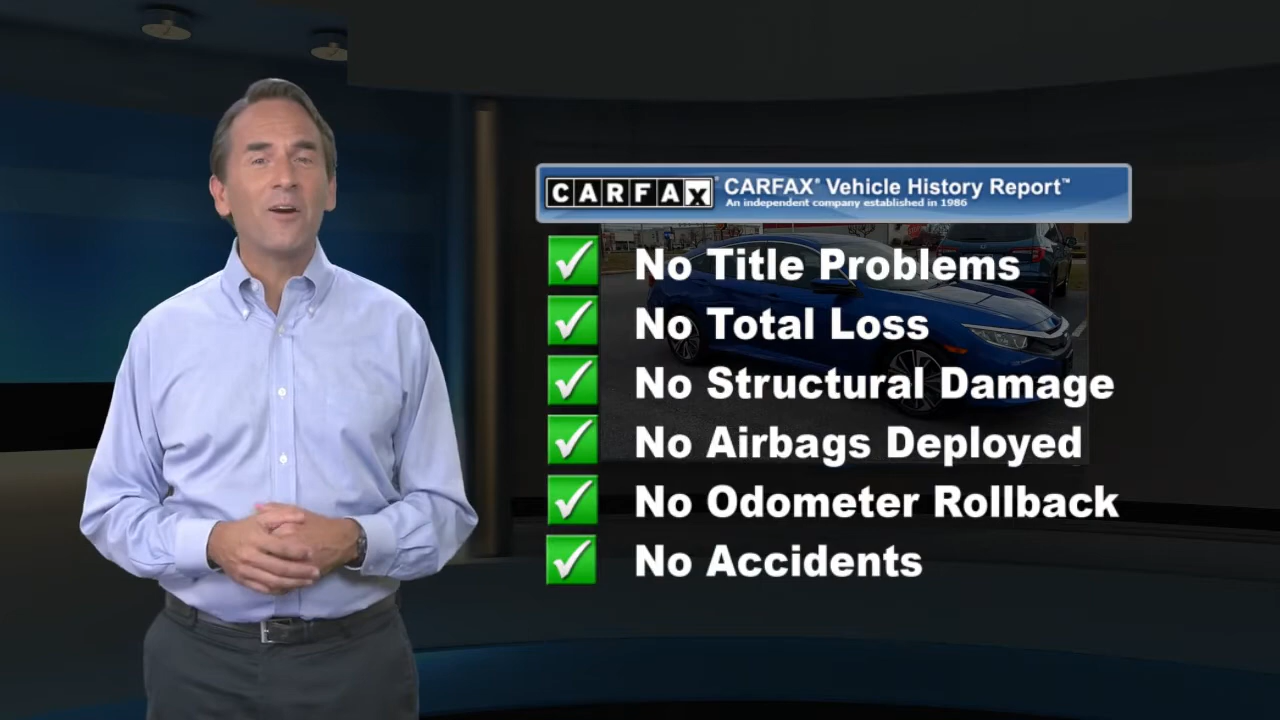 CARFAX® CARFAX® Vehicle History Report™
An independent company established in 1986
No Title Problems
No Total Loss
No Structural Damage
No Airbags Deployed
No Odometer Rollback
No Accidents